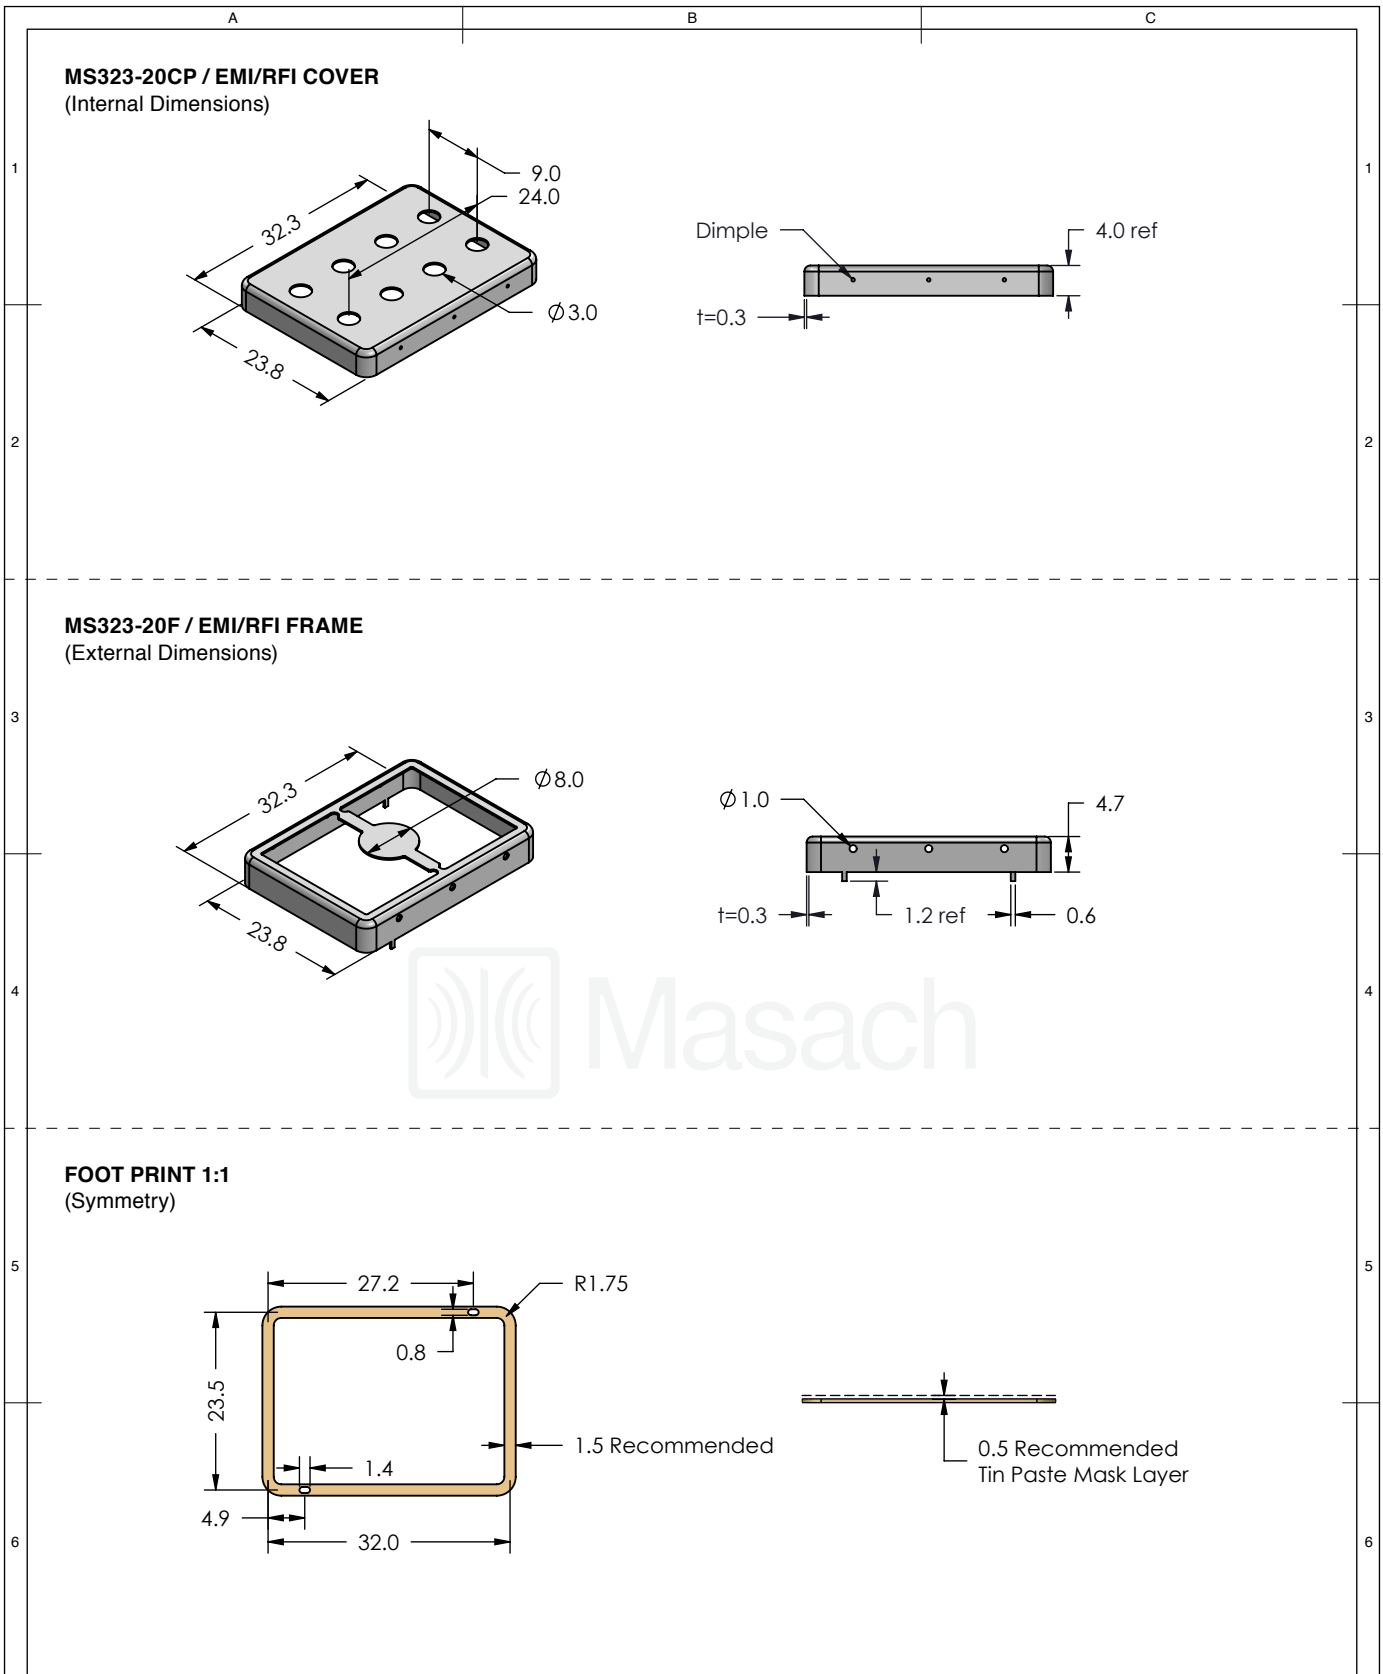 A
B
C
MS323-20CP / EMI/RFI COVER
(Internal Dimensions)
1
1
9.0
24.0
32.3
Ø3.0
23.8
Dimple
4.0 ref
t=0.3
2
2
MS323-20F / EMI/RFI FRAME
(External Dimensions)
3
3
32.3
Ø8.0
23.8
Ø1.0
4.7
t=0.3
1.2 ref
0.6
4
4
Masach
FOOT PRINT 1:1
(Symmetry)
5
5
27.2
R1.75
0.8
23.5
1.5 Recommended
1.4
4.9
32.0
0.5 Recommended
Tin Paste Mask Layer
6
6